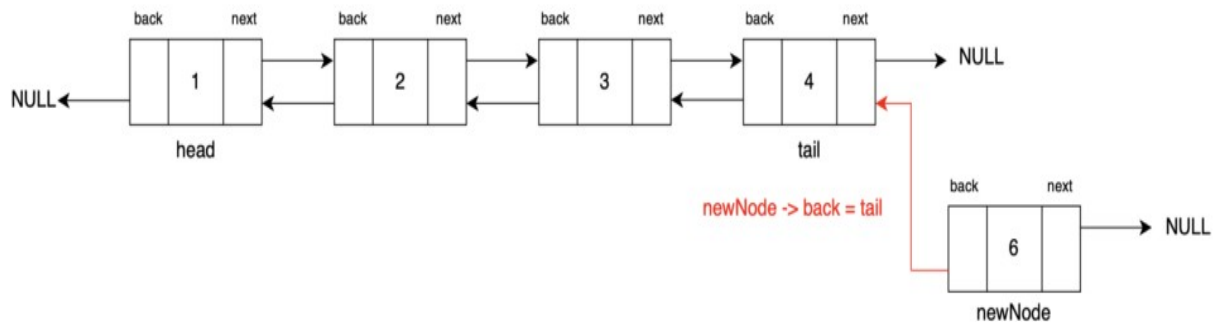 back next back next back next back next
NULL 1 2 3 4 NULL
head tail
newNode -> back = tail
back next
6 NULL
newNode